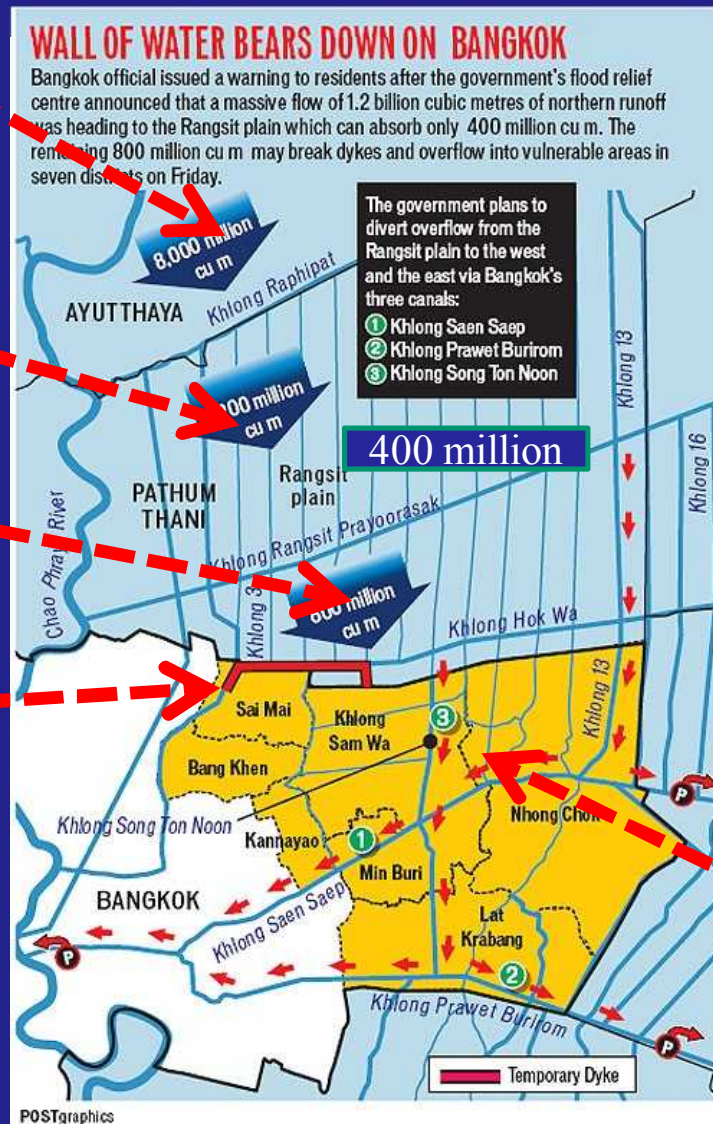 WALL OF WATER BEARS DOWN ON BANGKOK
Bangkok official issued a warning to residents after the government's flood relief
centre announced that a massive flow of 1.2 billion cubic metres of northern runoff
was heading to the Rangsit plain which can absorb only 400 million cu m. The
remaining 800 million cu m may break dykes and overflow into vulnerable areas in
seven districts on Friday.
The government plans to
divert overflow from the
Rangsit plain to the west
and the east via Bangkok's
three canals:
1 Khlong Saen Saep
2 Khlong Prawet Burirom
3 Khlong Song Ton Noon
8,000 million
cu m
AYUTTHAYA
Khlong Raphipat
Khlong 13
million
cu m
400 million
Khlong 16
Rangsit
plain
PATHUM
THANI
Khlong Rangsit Prayoorasak
Chao Phraya River
Khlong 3
million
cu m
Khlong Hok Wa
Khlong 13
Sai Mai
Khlong
Sam Wa
3
Bang Khen
Khlong Song Ton Noon
Kannayao
1
Nhong Chok
P
Min Buri
BANGKOK
Khlong Saen Saep
Lat
Krabang
P
2
Khlong Prawet Burirom
P
Temporary Dyke
POSTgraphics